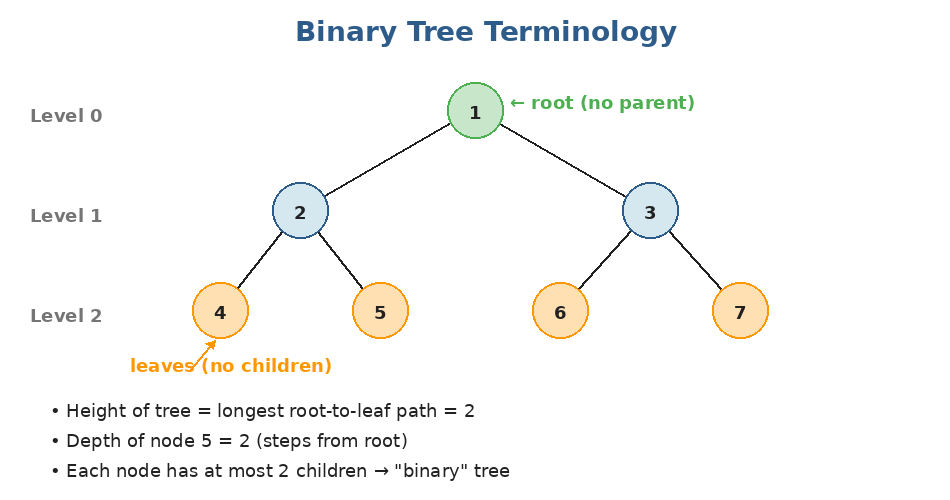 Binary Tree Terminology
Level 0
1
← root (no parent)
Level 1
2
3
Level 2
4
5
6
7
leaves (no children)
• Height of tree = longest root-to-leaf path = 2
• Depth of node 5 = 2 (steps from root)
• Each node has at most 2 children → "binary" tree